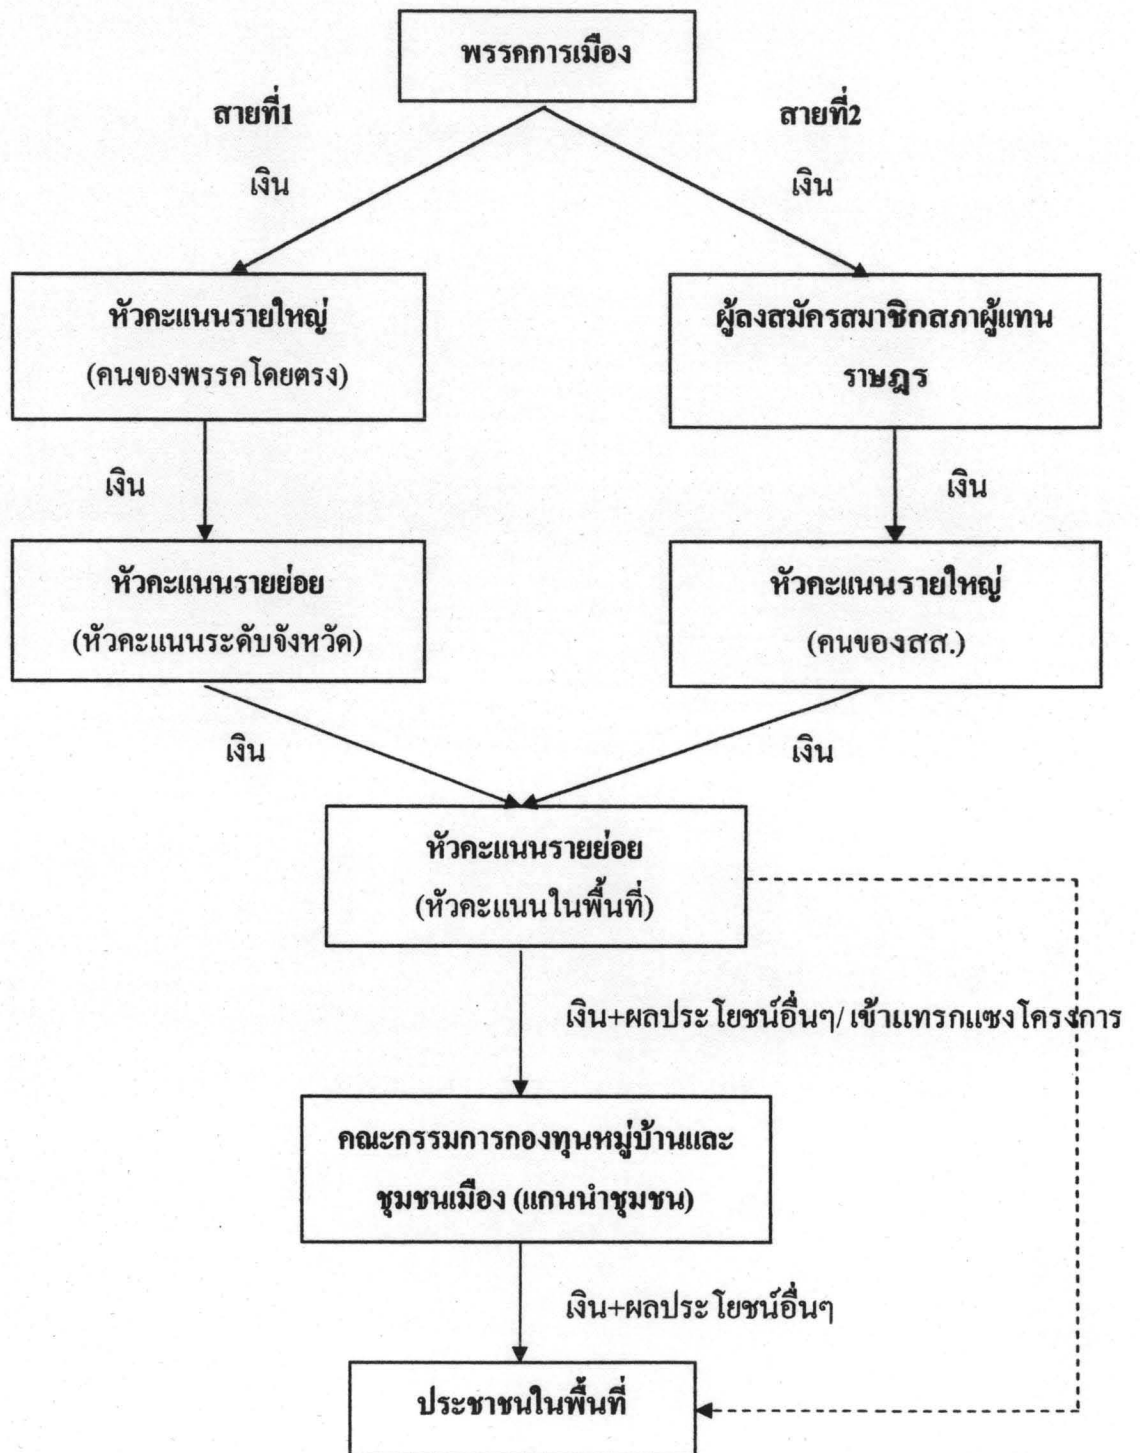 พรรคการเมือง
สายที่1
สายที่2
เงิน
เงิน
หัวคะแนนรายใหญ่
(คนของพรรคโดยตรง)
ผู้ลงสมัครสมาชิกสภาผู้แทน
ราษฎร
เงิน
เงิน
หัวคะแนนรายย่อย
(หัวคะแนนระดับจังหวัด)
หัวคะแนนรายใหญ่
(คนของสส.)
เงิน
เงิน
หัวคะแนนรายย่อย
(หัวคะแนนในพื้นที่)
เงิน+ผลประโยชน์อื่นๆ/ เข้าแทรกแซงโครงการ
คณะกรรมการกองทุนหมู่บ้านและ
ชุมชนเมือง (แกนนำชุมชน)
เงิน+ผลประโยชน์อื่นๆ
ประชาชนในพื้นที่